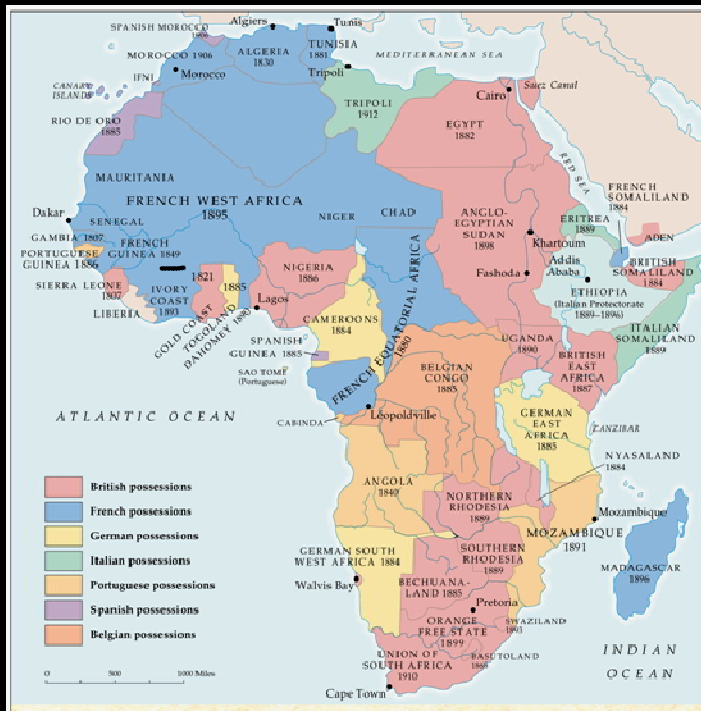 Algiers
Tunis
SPANISH MOROCCO
1906
MOROCCO 1906
ALGERIA
1830
TUNISIA
1881
MEDITERRANEAN SEA
IFNI
Morocco
Tripoli
CANARY
ISLANDS
Cairo
Suez Canal
TRIPOLI
1912
RIO DE ORO
1885
EGYPT
1882
RED SEA
MAURITANIA
FRENCH WEST AFRICA
1895
NIGER
CHAD
FRENCH
SOMALILAND
1884
Dakar
SENEGAL
ANGLO-
EGYPTIAN
SUDAN
1898
ERITREA
1889
ADEN
GAMBIA 1807
FRENCH
GUINEA 1849
Khartoum
PORTUGUESE
GUINEA 1886
Addis
Ababa
BRITISH
SOMALILAND
1884
1821
1885
NIGERIA
1886
Fashoda
SIERRA LEONE
1807
IVORY
COAST
1893
Lagos
ETHIOPIA
(Italian Protectorate
1889-1896)
LIBERIA
GOLD COAST
TOGOLAND
DAHOMEY
CAMEROONS
1884
FRENCH EQUATORIAL AFRICA
1880
ITALIAN
SOMALILAND
1889
SPANISH
GUINEA 1885
UGANDA
1890
BRITISH
EAST
AFRICA
1887
SAO TOME
(Portuguese)
BELGIAN
CONGO
1885
ATLANTIC OCEAN
CABINDA
Léopoldville
GERMAN
EAST
AFRICA
1885
ZANZIBAR
NYASALAND
1884
ANGOLA
1840
NORTHERN
RHODESIA
1889
Mozambique
MOZAMBIQUE
1891
British possessions
French possessions
German possessions
Italian possessions
Portuguese possessions
Spanish possessions
Belgian possessions
GERMAN SOUTH
WEST AFRICA 1884
SOUTHERN
RHODESIA
1889
MADAGASCAR
1896
Walvis Bay
BECHUANA-
LAND 1885
Pretoria
ORANGE
FREE STATE
1899
SWAZILAND
1893
BASUTOLAND
1868
UNION OF
SOUTH AFRICA
1910
INDIAN
OCEAN
0 500 1000 Miles
Cape Town